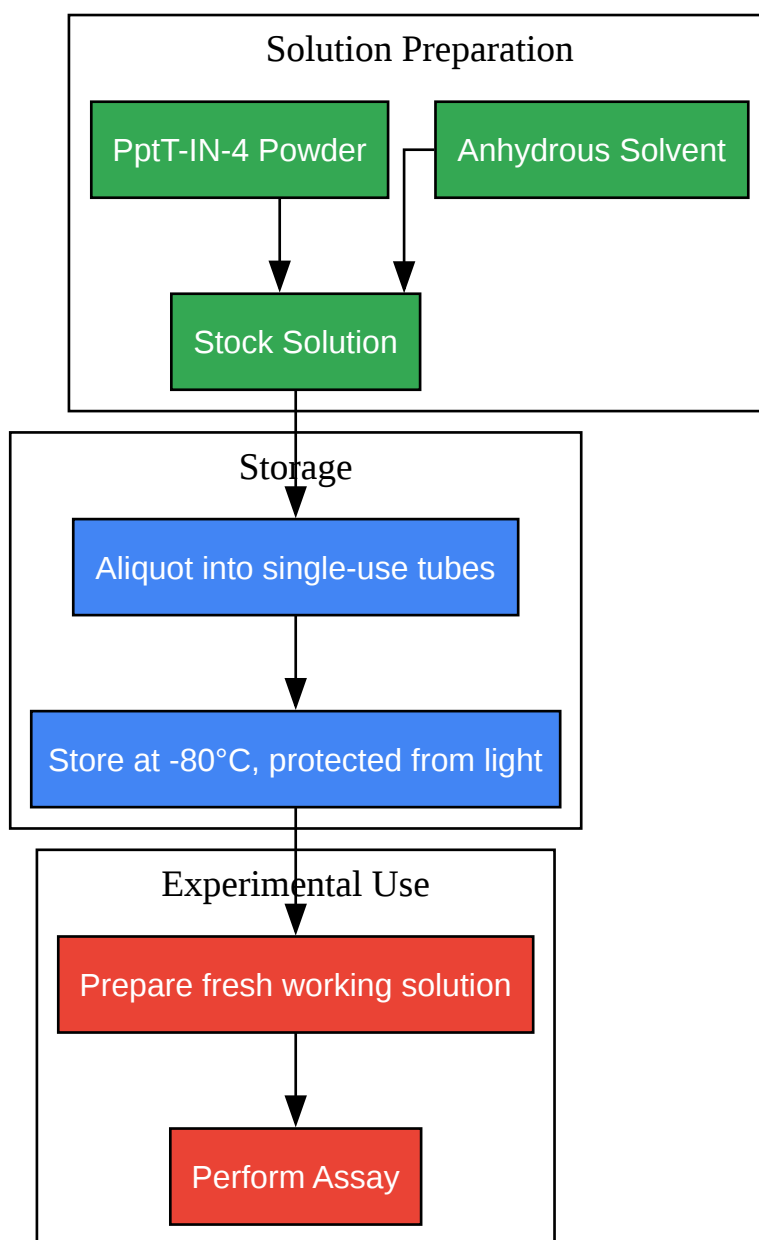 Solution Preparation
PptT-IN-4 Powder
Anhydrous Solvent
Stock Solution
Storage
Aliquot into single-use tubes
Store at -80°C, protected from light
Experimental Use
Prepare fresh working solution
Perform Assay